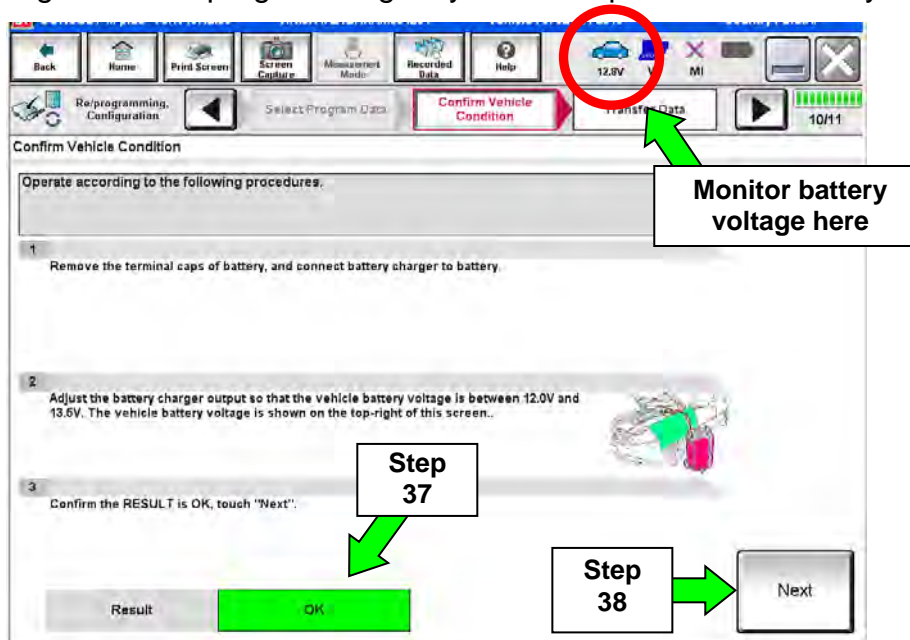 Back
Home
Print Screen
Screen
Capture
Measurement
Mode
Recorded
Data
Help
12.8V
V
MI
Re/programming,
Configuration
Select Program Data
Confirm Vehicle
Condition
Transfer Data
10/11
Confirm Vehicle Condition
Operate according to the following procedures.
Monitor battery
voltage here
1
Remove the terminal caps of battery, and connect battery charger to battery.
2
Adjust the battery charger output so that the vehicle battery voltage is between 12.0V and
13.5V. The vehicle battery voltage is shown on the top-right of this screen..
Step
37
3
Confirm the RESULT is OK, touch "Next".
Step
38
Next
Result
OK